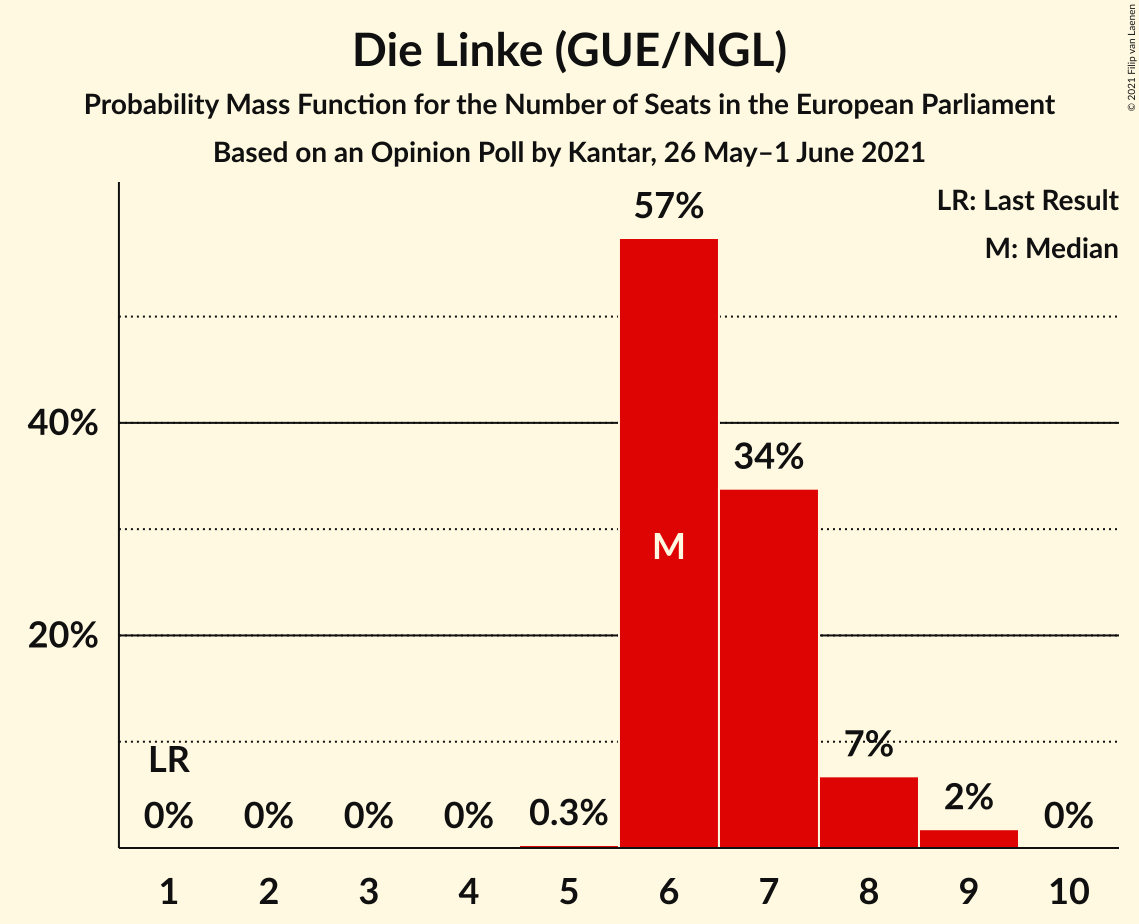 Die Linke (GUE/NGL)
Probability Mass Function for the Number of Seats in the European Parliament
Based on an Opinion Poll by Kantar, 26 May–1 June 2021
© 2021 Filip van Laenen
LR: Last Result
M: Median
57%
40%
34%
M
20%
LR
7%
0%
0%
0%
0%
0.3%
2%
0%
1
2
3
4
5
6
7
8
9
10